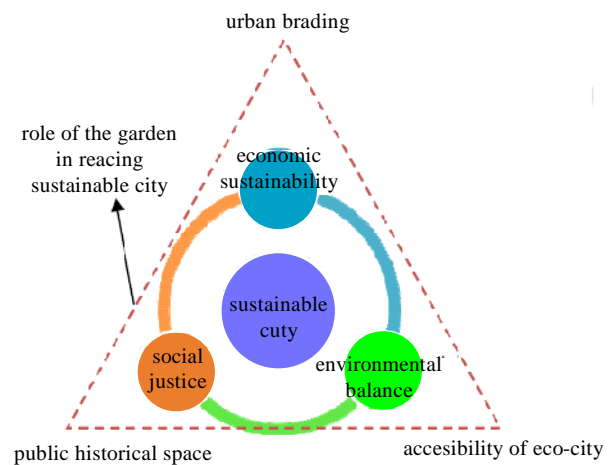 urban brading
role of the garden
in reacing
sustainable city
economic
sustainability
sustainable
cuty
social
justice
environmental
balance
public historical space
accesibility of eco-city